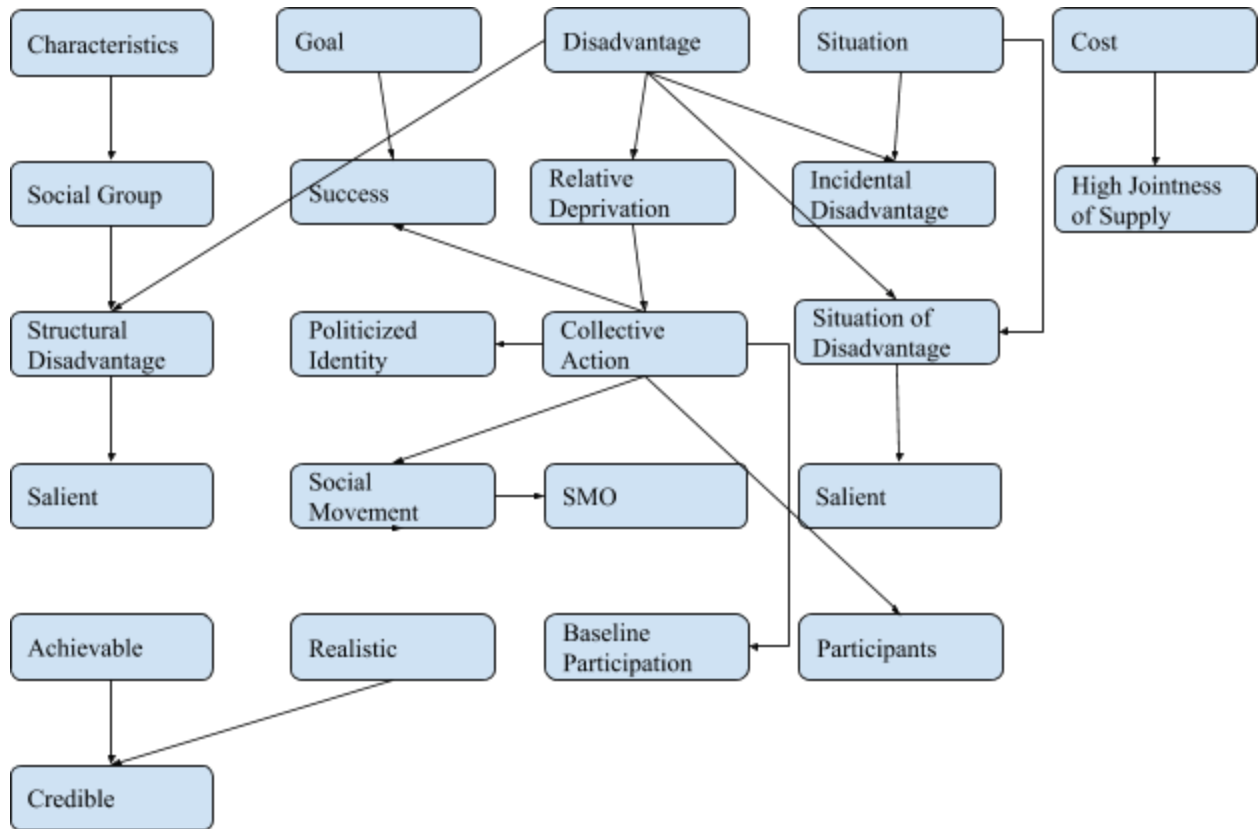 Characteristics
Goal
Disadvantage
Situation
Cost
Social Group
Success
Relative
Deprivation
Incidental
Disadvantage
High Jointness
of Supply
Structural
Disadvantage
Politicized
Identity
Collective
Action
Situation of
Disadvantage
Salient
Social
Movement
SMO
Salient
Achievable
Realistic
Baseline
Participation
Participants
Credible